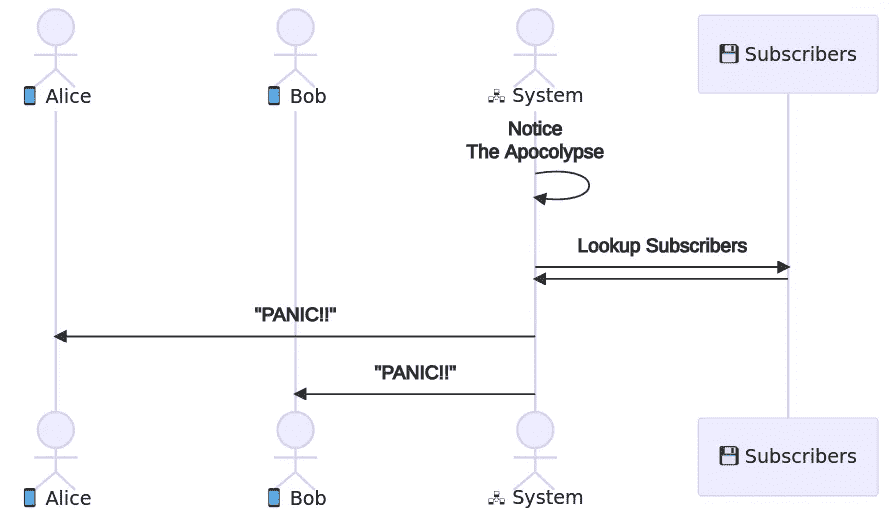 📱 Alice
📱 Bob
🖧 System
💾 Subscribers
Notice
The Apocolypse
Lookup Subscribers
"PANIC!!"
"PANIC!!"
📱 Alice
📱 Bob
🖧 System
💾 Subscribers